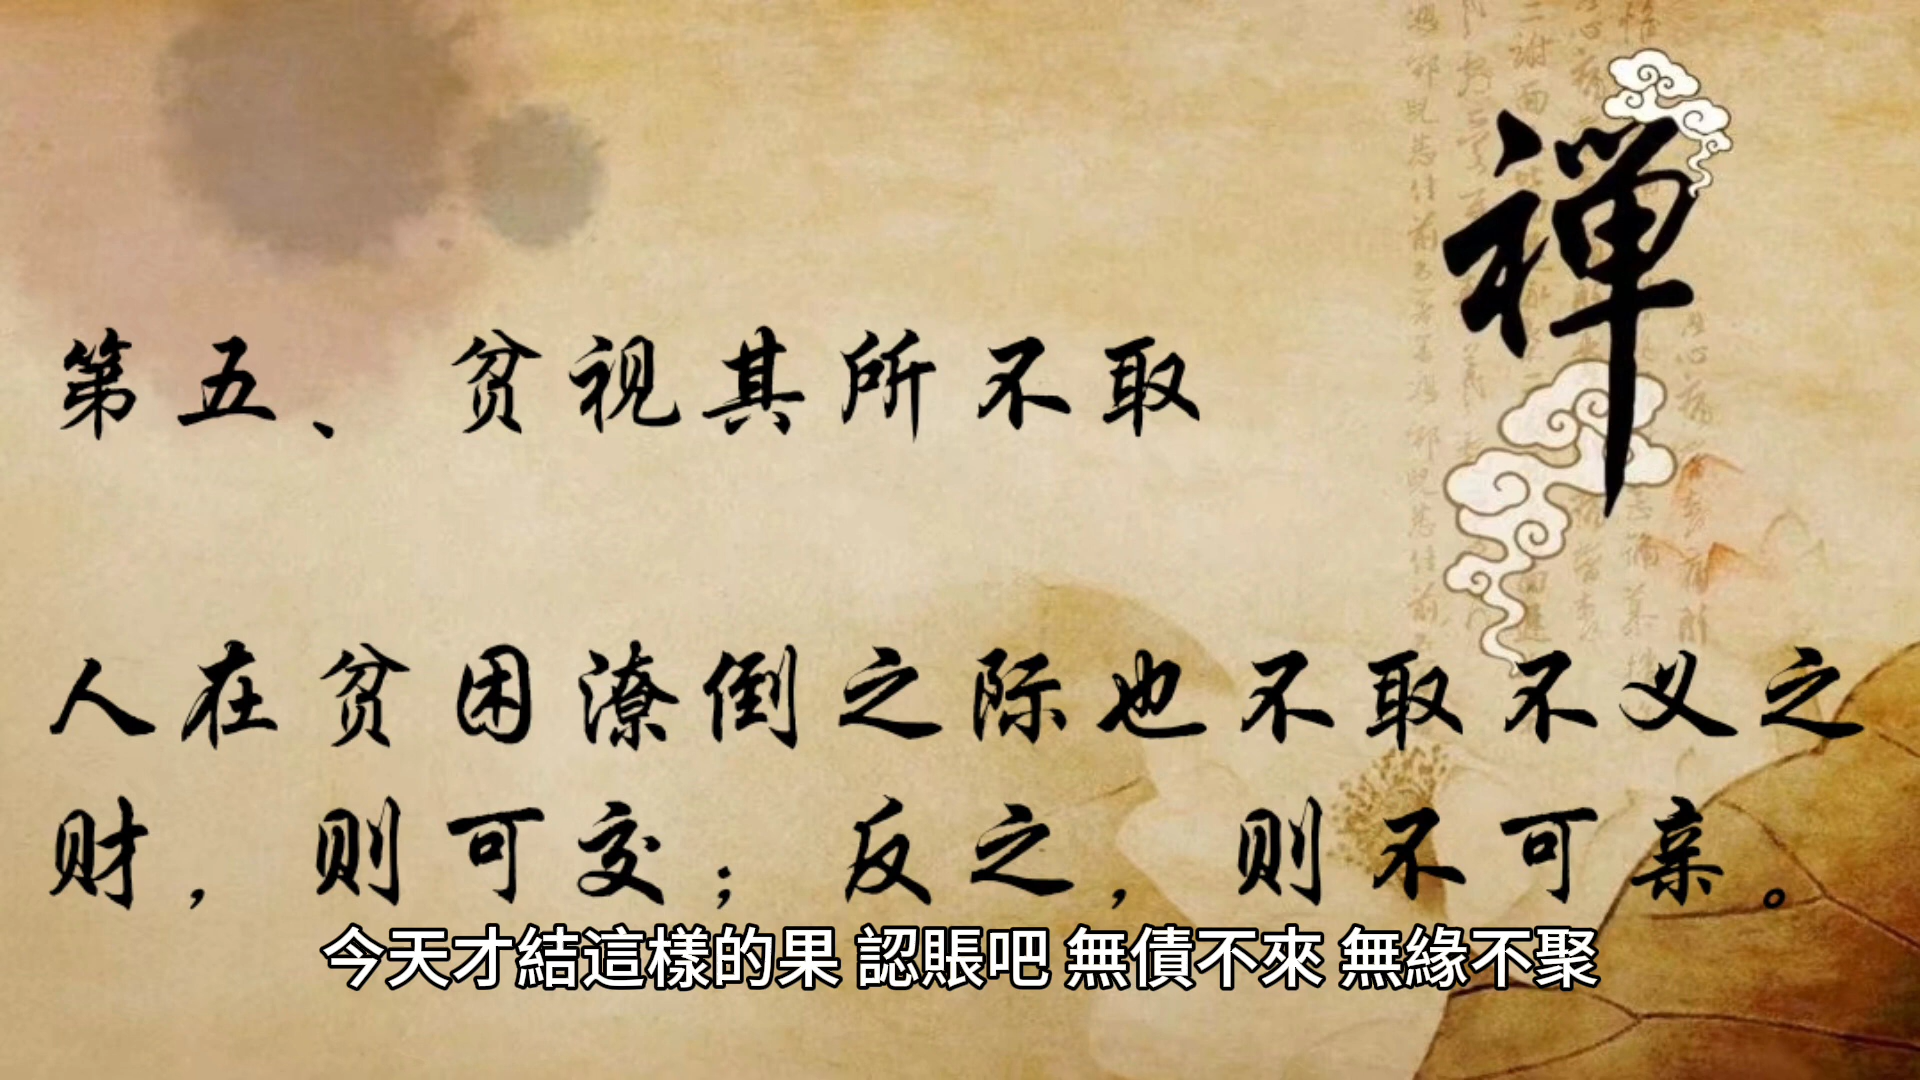 禅
第五、贫视其所不取
人在贫困潦倒之际也不取不义之
财，则可交；反之，则不可亲。
今天才結這樣的果 認賬吧 無債不來 無緣不聚